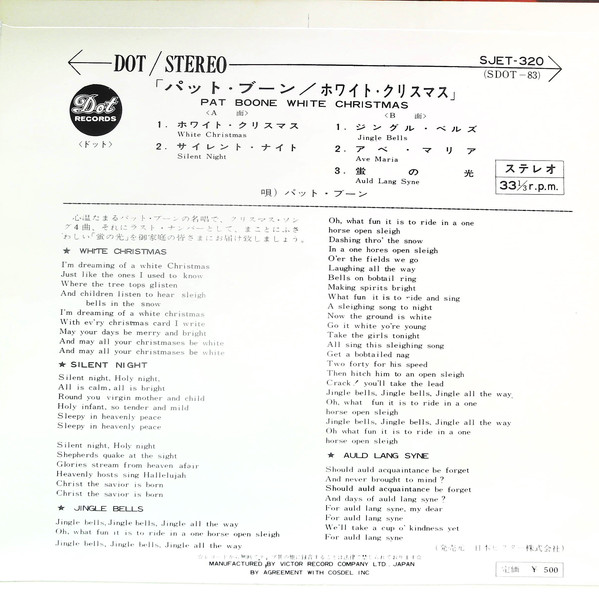 DOT / STEREO
SJET-320
(SDOT-83)
「パット・ブーン／ホワイト・クリスマス」
PAT BOONE WHITE CHRISTMAS
Dot
RECORDS
〈ドット〉
〈A 面〉
1. ホワイト・クリスマス
White Christmas
2. サイレント・ナイト
Silent Night
〈B 面〉
1. ジングル・ベルズ
Jingle Bells
2. アベ・マリア
Ave Maria
3. 蛍の光
Auld Lang Syne
唄）パット・ブーン
ステレオ
33⅓r.p.m.
心温たまるパット・ブーンの名唱で、クリスマス・ソン
グ4曲、それにラスト・ナンバーとして、まことにふさ
わしい「蛍の光」を御家庭の皆さまにお届け致しましょう。
★ WHITE CHRISTMAS
I'm dreaming of a white Christmas
Just like the ones I used to know
Where the tree tops glisten
And children listen to hear sleigh
bells in the snow
I'm dreaming of a white Christmas
With ev'ry christmas card I write
May your days be merry and bright
And may all your christmases be white
And may all your christmases be white
★ SILENT NIGHT
Silent night, Holy night,
All is calm, all is bright
Round you virgin mother and child
Holy infant, so tender and mild
Sleepy in heavenly peace
Sleepy in heavenly peace
Silent night, Holy night
Shepherds quake at the sight
Glories stream from heaven afair
Heavenly hosts sing Hallelujah
Christ the savior is born
Christ the savior is born
★ JINGLE BELLS
Jingle bells, Jingle bells, Jingle all the way
Oh, what fun it is to ride in a one horse open sleigh
Jingle bells, Jingle bells, Jingle all the way
Oh, what fun it is to ride in a one
horse open sleigh
Dashing thro' the snow
In a one hores open sleigh
O'er the fields we go
Laughing all the way
Bells on bobtail ring
Making spirits bright
What fun it is to ride and sing
A sleighing song to night
Now the ground is white
Go it white yo're young
Take the girls tonight
All sing this sleighing song
Get a bobtailed nag
Two forty for his speed
Then hitch him to an open sleigh
Crack! you'll take the lead
Jingle bells, Jingle bells, Jingle all the way
Oh, what fun it is to ride in a one
horse open sleigh
Jingle bells, Jingle bells, Jingle all the way
Oh what fun it is to ride in a one
horse open sleigh
★ AULD LANG SYNE
Should auld acquaintance be forget
And never brought to mind?
Should auld acquaintance be forget
And days of auld lang syne?
For auld lang syne, my dear
For auld lang syne
We'll take a cup o' kindness yet
For auld lang syne
(発売元 日本ビクター株式会社)
MANUFACTURED BY VICTOR RECORD COMPANY LTD. JAPAN
BY AGREEMENT WITH COSDEL INC
定価 ￥500